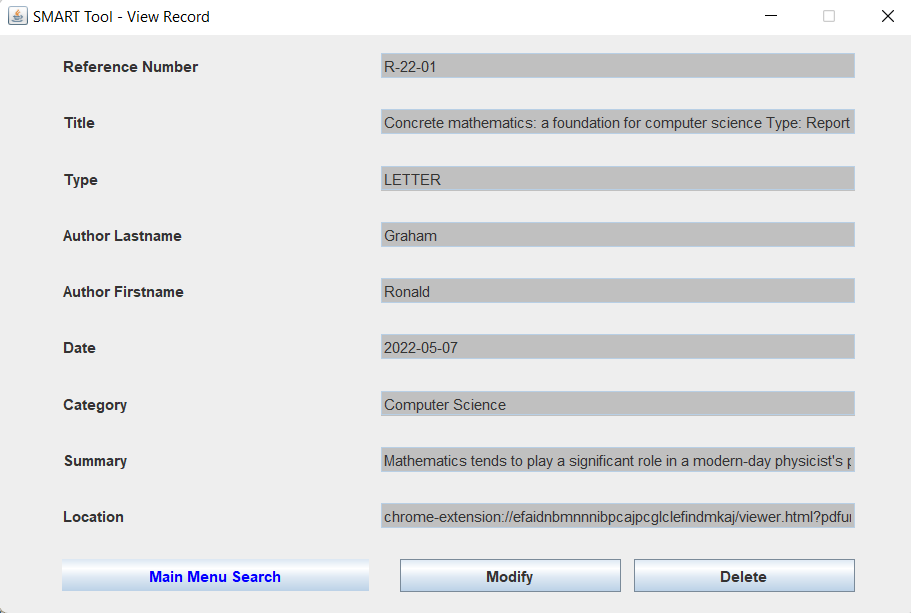 SMART Tool - View Record
Reference Number R-22-01
Title Concrete mathematics: a foundation for computer science Type: Report
Type LETTER
Author Lastname Graham
Author Firstname Ronald
Date 2022-05-07
Category Computer Science
Summary Mathematics tends to play a significant role in a modern-day physicist's
Location chrome-extension://efaidnbmnnnibpcajpcglclefindmkaj/viewer.html?pdfur
Main Menu Search Modify Delete